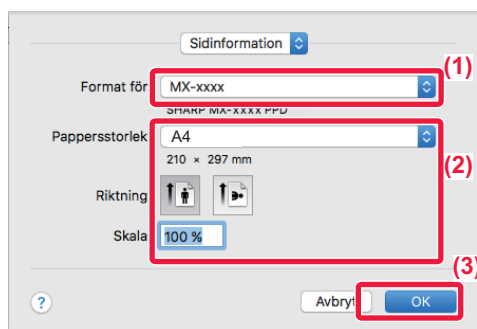 Sidinformation
(1)
Format för MX-xxxx
SHARP MX-xxxx PPD
Pappersstorlek A4
210 × 297 mm
(2)
Riktning
Skala 100 %
(3)
? Avbryt OK